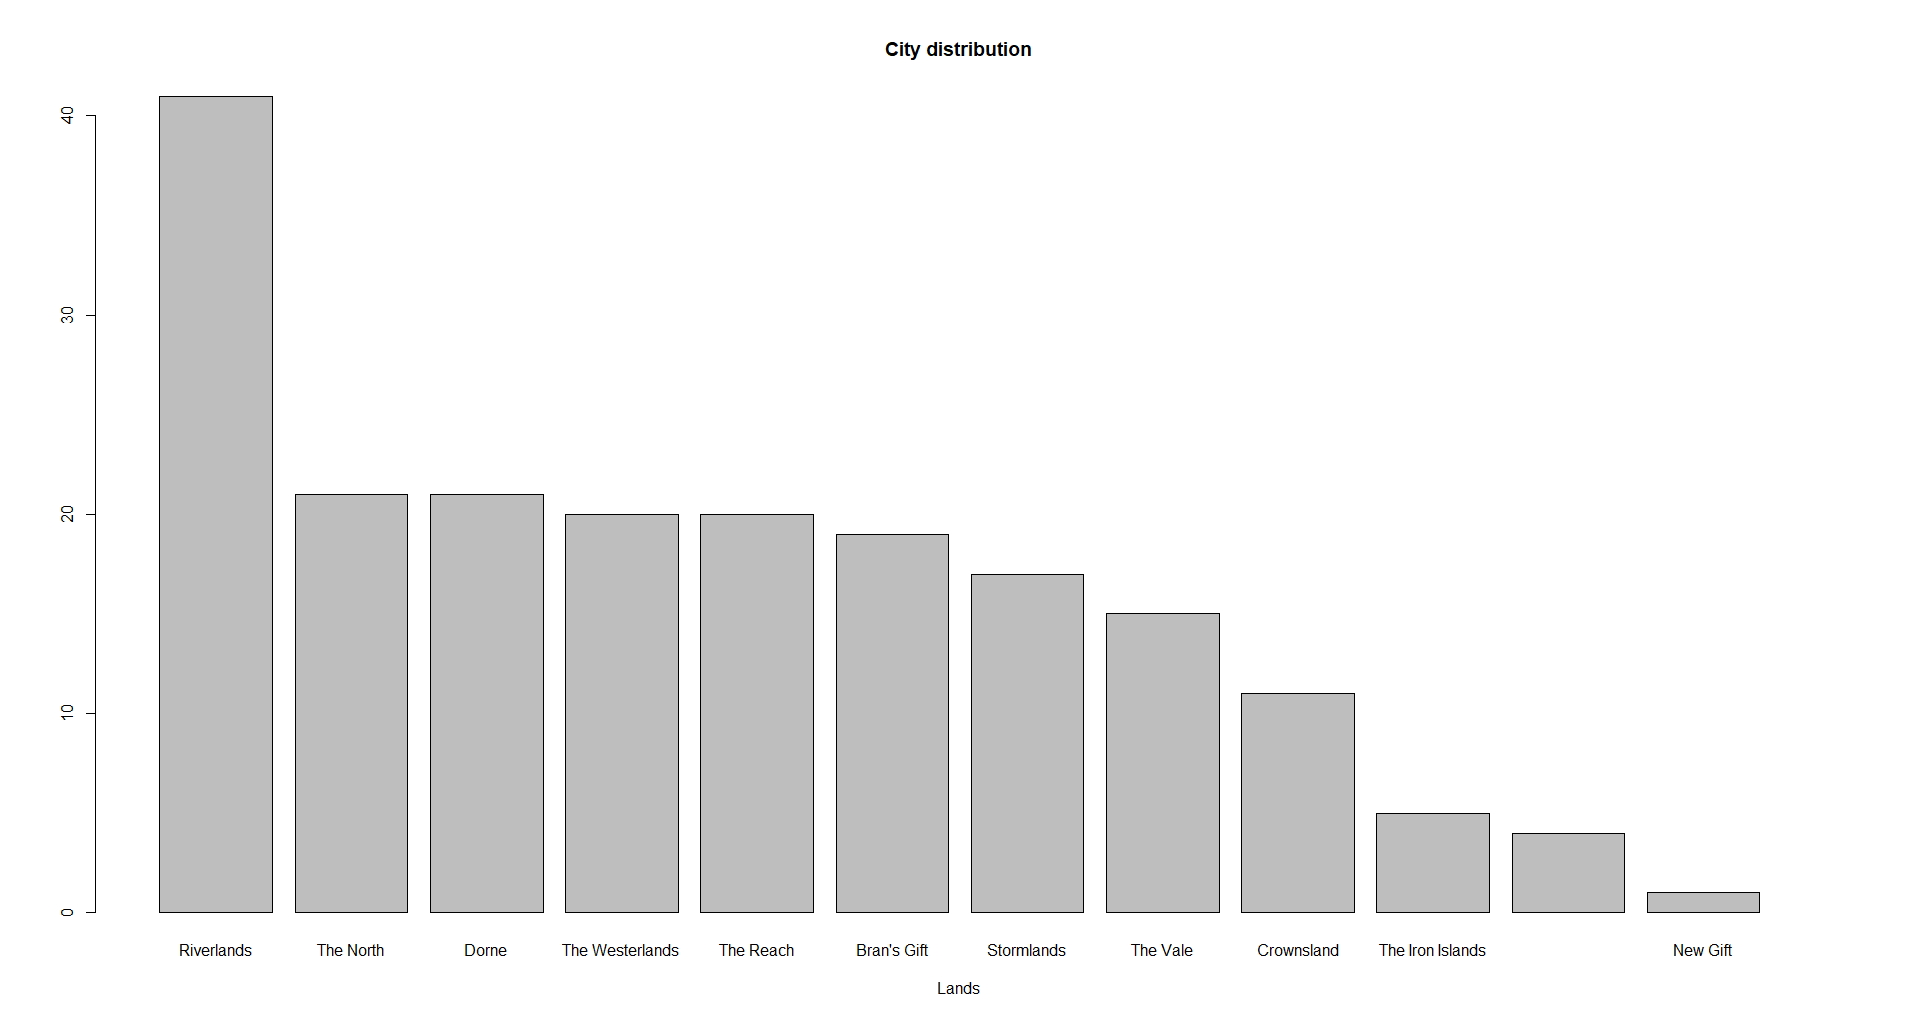 City distribution
40
30
20
10
0
Riverlands The North Dorne The Westerlands The Reach Bran's Gift Stormlands The Vale Crownsland The Iron Islands New Gift
Lands